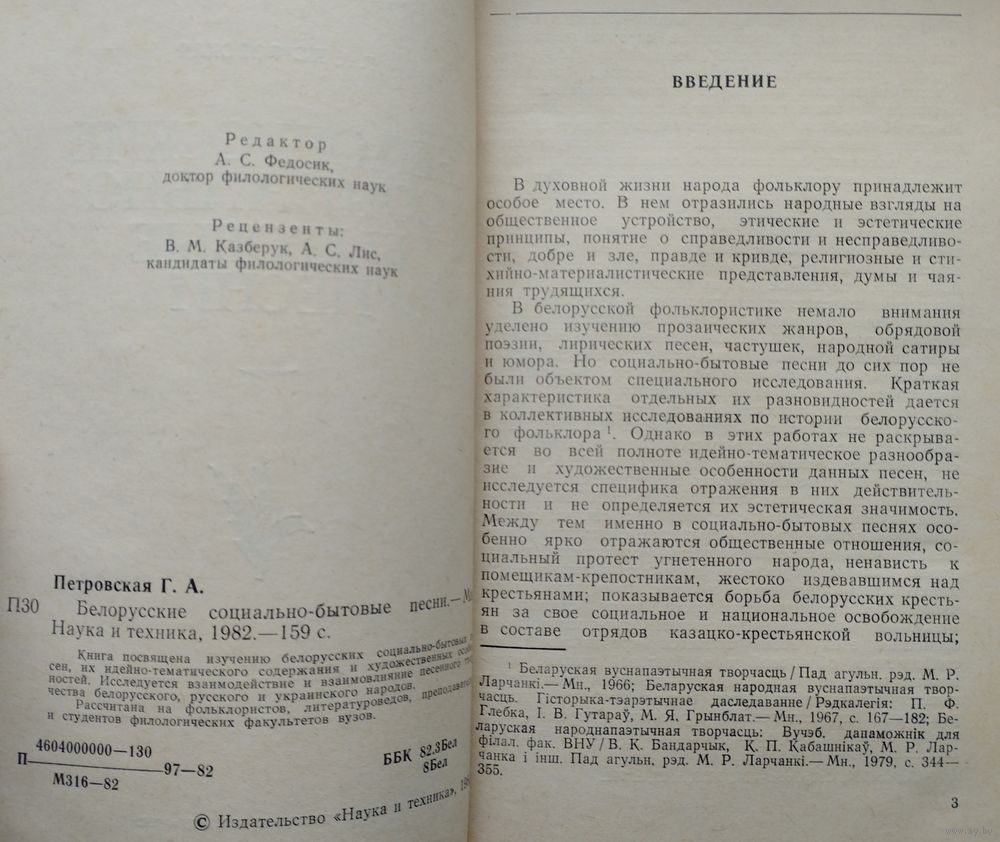 Редактор
А. С. Федосик,
доктор филологических наук
Рецензенты:
В. М. Казберук, А. С. Лис,
кандидаты филологических наук
Петровская Г. А.
П30 Белорусские социально-бытовые песни.—
Наука и техника, 1982.—159 с.
Книга посвящена изучению белорусских социально-бытовых
сен, их идейно-тематического содержания и художественных
ностей. Исследуется взаимодействие и взаимовлияние песенного
чества белорусского, русского и украинского народов.
Рассчитана на фольклористов, литературоведов,
и студентов филологических факультетов вузов.
4604000000—130
П 97—82
М316—82
ББК 82.3Бел
8Бел
© Издательство «Наука и техника»,
ВВЕДЕНИЕ
В духовной жизни народа фольклору принадлежит
особое место. В нем отразились народные взгляды на
общественное устройство, этические и эстетические
принципы, понятие о справедливости и несправедливо-
сти, добре и зле, правде и кривде, религиозные и сти-
хийно-материалистические представления, думы и чая-
ния трудящихся.
В белорусской фольклористике немало внимания
уделено изучению прозаических жанров, обрядовой
поэзии, лирических песен, частушек, народной сатиры
и юмора. Но социально-бытовые песни до сих пор не
были объектом специального исследования. Краткая
характеристика отдельных их разновидностей дается
в коллективных исследованиях по истории белорусско-
го фольклора ¹. Однако в этих работах не раскрыва-
ется во всей полноте идейно-тематическое разнообра-
зие и художественные особенности данных песен, не
исследуется специфика отражения в них действитель-
ности и не определяется их эстетическая значимость.
Между тем именно в социально-бытовых песнях осо-
бенно ярко отражаются общественные отношения, со-
циальный протест угнетенного народа, ненависть к
помещикам-крепостникам, жестоко издевавшимся над
крестьянами; показывается борьба белорусских кресть-
ян за свое социальное и национальное освобождение
в составе отрядов казацко-крестьянской вольницы;
¹ Беларуская вуснапаэтычная творчасць / Пад агульн. рэд. М. Р.
Ларчанкі.— Мн., 1966; Беларуская народная вуснапаэтычная твор-
часць. Гісторыка-тэарэтычнае даследаванне / Рэдкалегія: П. Ф.
Глебка, І. В. Гутараў, М. Я. Грынблат.— Мн., 1967, с. 167—182; Бе-
ларуская народнапаэтычная творчасць: Вучэб. дапаможнік для
філал. фак. ВНУ / В. К. Бандарчык, К. П. Кабашнікаў, М. Р. Лар-
чанка і інш. Пад агульн. рэд. М. Р. Ларчанкі.— Мн., 1979, с. 344—
355.
3
www.ay.by